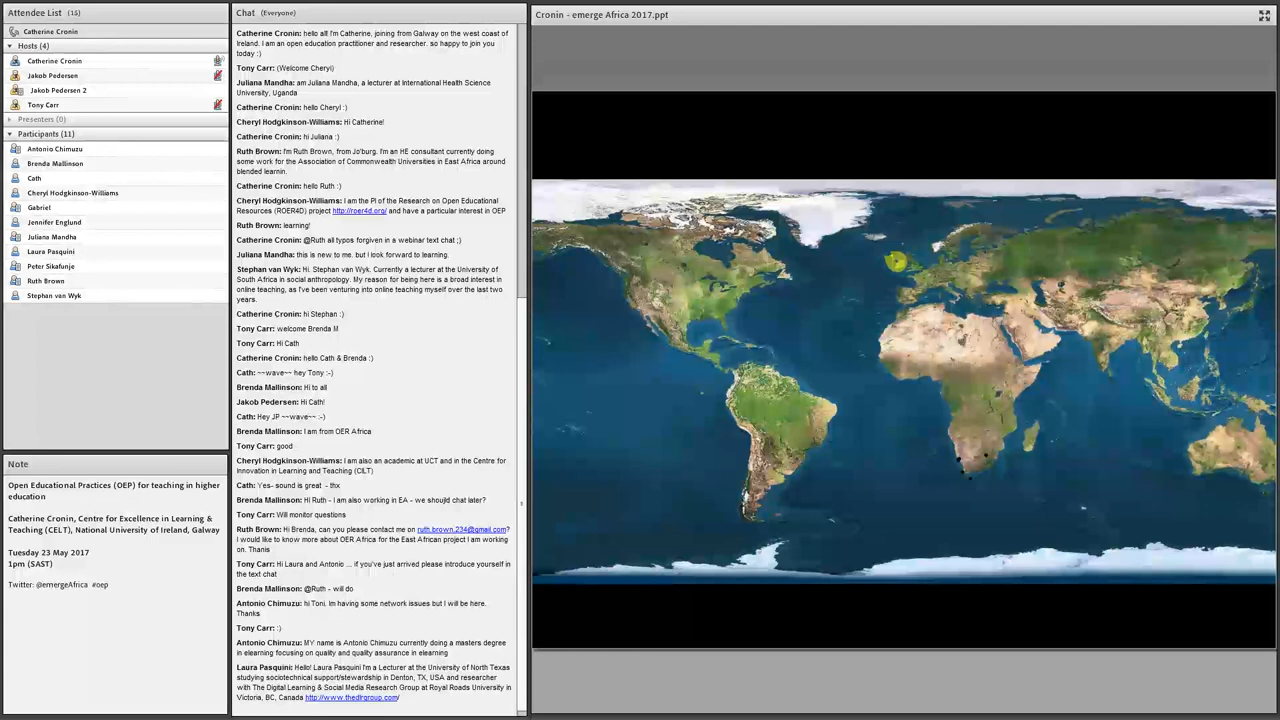 Attendee List (15)
Catherine Cronin
Hosts (4)
Catherine Cronin
Jakob Pedersen
Jakob Pedersen 2
Tony Carr
Presenters (0)
Participants (11)
Antonio Chimuzu
Brenda Mallinson
Cath
Cheryl Hodgkinson-Williams
Gabriel
Jennifer Englund
Juliana Mandha
Laura Pasquini
Peter Sikafunje
Ruth Brown
Stephan van Wyk
Note
Open Educational Practices (OEP) for teaching in higher
education
Catherine Cronin, Centre for Excellence in Learning &
Teaching (CELT), National University of Ireland, Galway
Tuesday 23 May 2017
1pm (SAST)
Twitter: @emergeAfrica #oep
Chat (Everyone)
Catherine Cronin: hello all! I'm Catherine, joining from Galway on the west coast of
Ireland. I am an open education practitioner and researcher. so happy to join you
today :)
Tony Carr: (Welcome Cheryl)
Juliana Mandha: am Juliana Mandha, a lecturer at International Health Science
University, Uganda
Catherine Cronin: hello Cheryl :)
Cheryl Hodgkinson-Williams: Hi Catherine!
Catherine Cronin: hi Juliana :)
Ruth Brown: I'm Ruth Brown, from Jo'burg. I'm an HE consultant currently doing
some work for the Association of Commonwealth Universities in East Africa around
blended learnin.
Catherine Cronin: hello Ruth :)
Cheryl Hodgkinson-Williams: I am the PI of the Research on Open Educational
Resources (ROER4D) project http://roer4d.org/ and have a particular interest in OEP
Ruth Brown: learning!
Catherine Cronin: @Ruth all typos forgiven in a webinar text chat ;)
Juliana Mandha: this is new to me. but I look forward to learning.
Stephan van Wyk: Hi. Stephan van Wyk. Currently a lecturer at the University of
South Africa in social anthropology. My reason for being here is a broad interest in
online teaching, as I've been venturing into online teaching myself over the last two
years.
Catherine Cronin: hi Stephan :)
Tony Carr: welcome Brenda M
Tony Carr: Hi Cath
Catherine Cronin: hello Cath & Brenda :)
Cath: ~~wave~~ hey Tony :-)
Brenda Mallinson: Hi to all
Jakob Pedersen: Hi Cath!
Cath: Hey JP ~~wave~~ :-)
Brenda Mallinson: I am from OER Africa
Tony Carr: good
Cheryl Hodgkinson-Williams: I am also an academic at UCT and in the Centre for
Innovation in Learning and Teaching (CILT)
Cath: Yes- sound is great - thx
Brenda Mallinson: HI Ruth - I am also working in EA - we shoujld chat later?
Tony Carr: Will monitor questions
Ruth Brown: Hi Brenda, can you please contact me on ruth.brown.234@gmail.com?
I would like to know more about OER Africa for the East African project I am working
on. Thanis
Tony Carr: Hi Laura and Antonio ... if you've just arrived please introduce yourself in
the text chat
Brenda Mallinson: @Ruth - will do
Antonio Chimuzu: hi Toni. Im having some network issues but I will be here.
Thanks
Tony Carr: :)
Antonio Chimuzu: MY name is Antonio Chimuzu currently doing a masters degree
in elearning focusing on quality and quality assurance in elearning
Laura Pasquini: Hello! Laura Pasquini I'm a Lecturer at the University of North Texas
studying sociotechnical support/stewardship in Denton, TX, USA and researcher
with The Digital Learning & Social Media Research Group at Royal Roads University in
Victoria, BC, Canada http://www.thedlrgroup.com/
Cronin - emerge Africa 2017.ppt